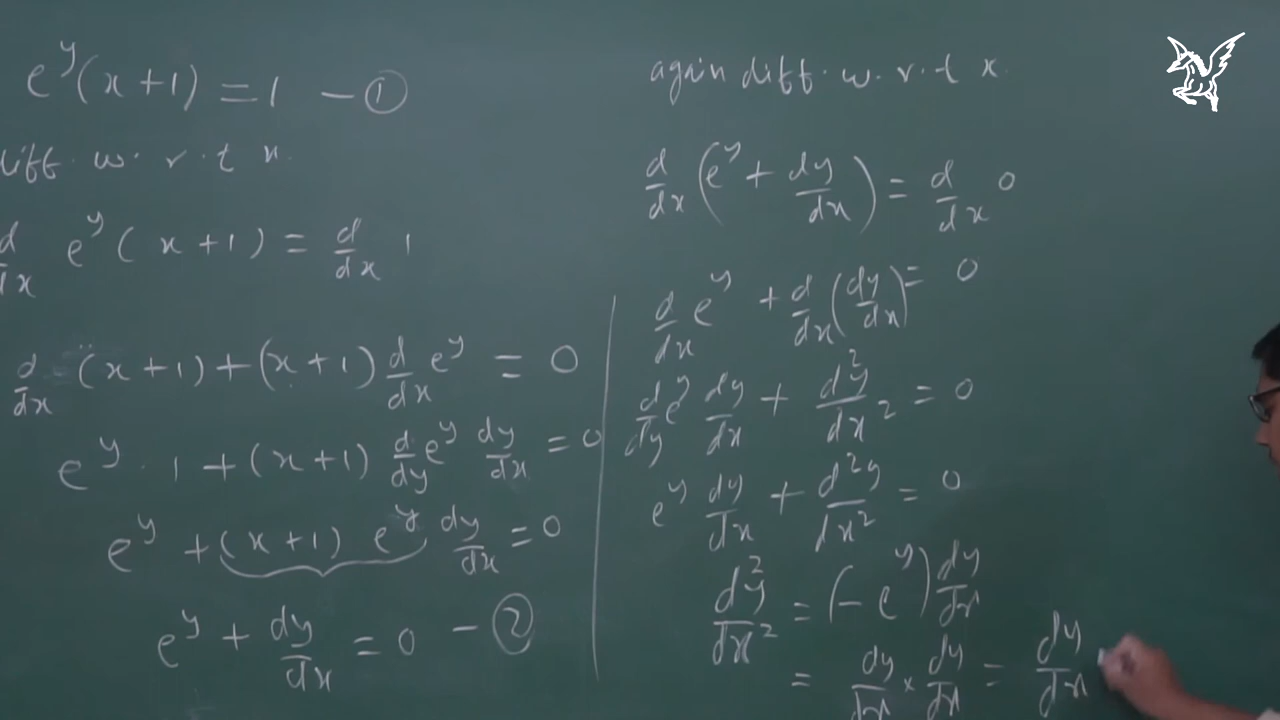 e^y (x+1) = 1 — ①
diff. w. r. t x.
d/dx e^y (x+1) = d/dx 1
d/dx (x+1) + (x+1) d/dx e^y = 0
e^y . 1 + (x+1) d/dy e^y dy/dx = 0
e^y + (x+1) e^y dy/dx = 0
e^y + dy/dx = 0 — ②
again diff. w. r. t x.
d/dx (e^y + dy/dx) = d/dx 0
d/dx e^y + d/dx (dy/dx) = 0
d/dy e^y dy/dx + d²y/dx² = 0
e^y dy/dx + d²y/dx² = 0
d²y/dx² = (-e^y) dy/dx
= dy/dx × dy/dx = dy/dx